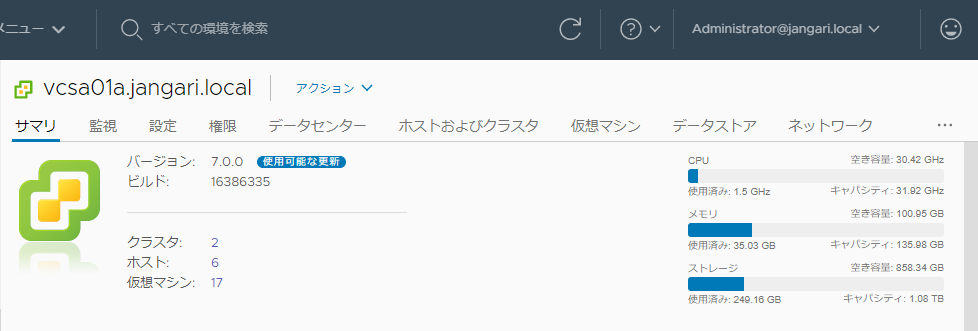 メニュー すべての環境を検索 Administrator@jangari.local
vcsa01a.jangari.local アクション
サマリ 監視 設定 権限 データセンター ホストおよびクラスタ 仮想マシン データストア ネットワーク ...
バージョン: 7.0.0 使用可能な更新
ビルド: 16386335
クラスタ: 2
ホスト: 6
仮想マシン: 17
CPU 空き容量: 30.42 GHz
使用済み: 1.5 GHz キャパシティ: 31.92 GHz
メモリ 空き容量: 100.95 GB
使用済み: 35.03 GB キャパシティ: 135.98 GB
ストレージ 空き容量: 858.34 GB
使用済み: 249.16 GB キャパシティ: 1.08 TB